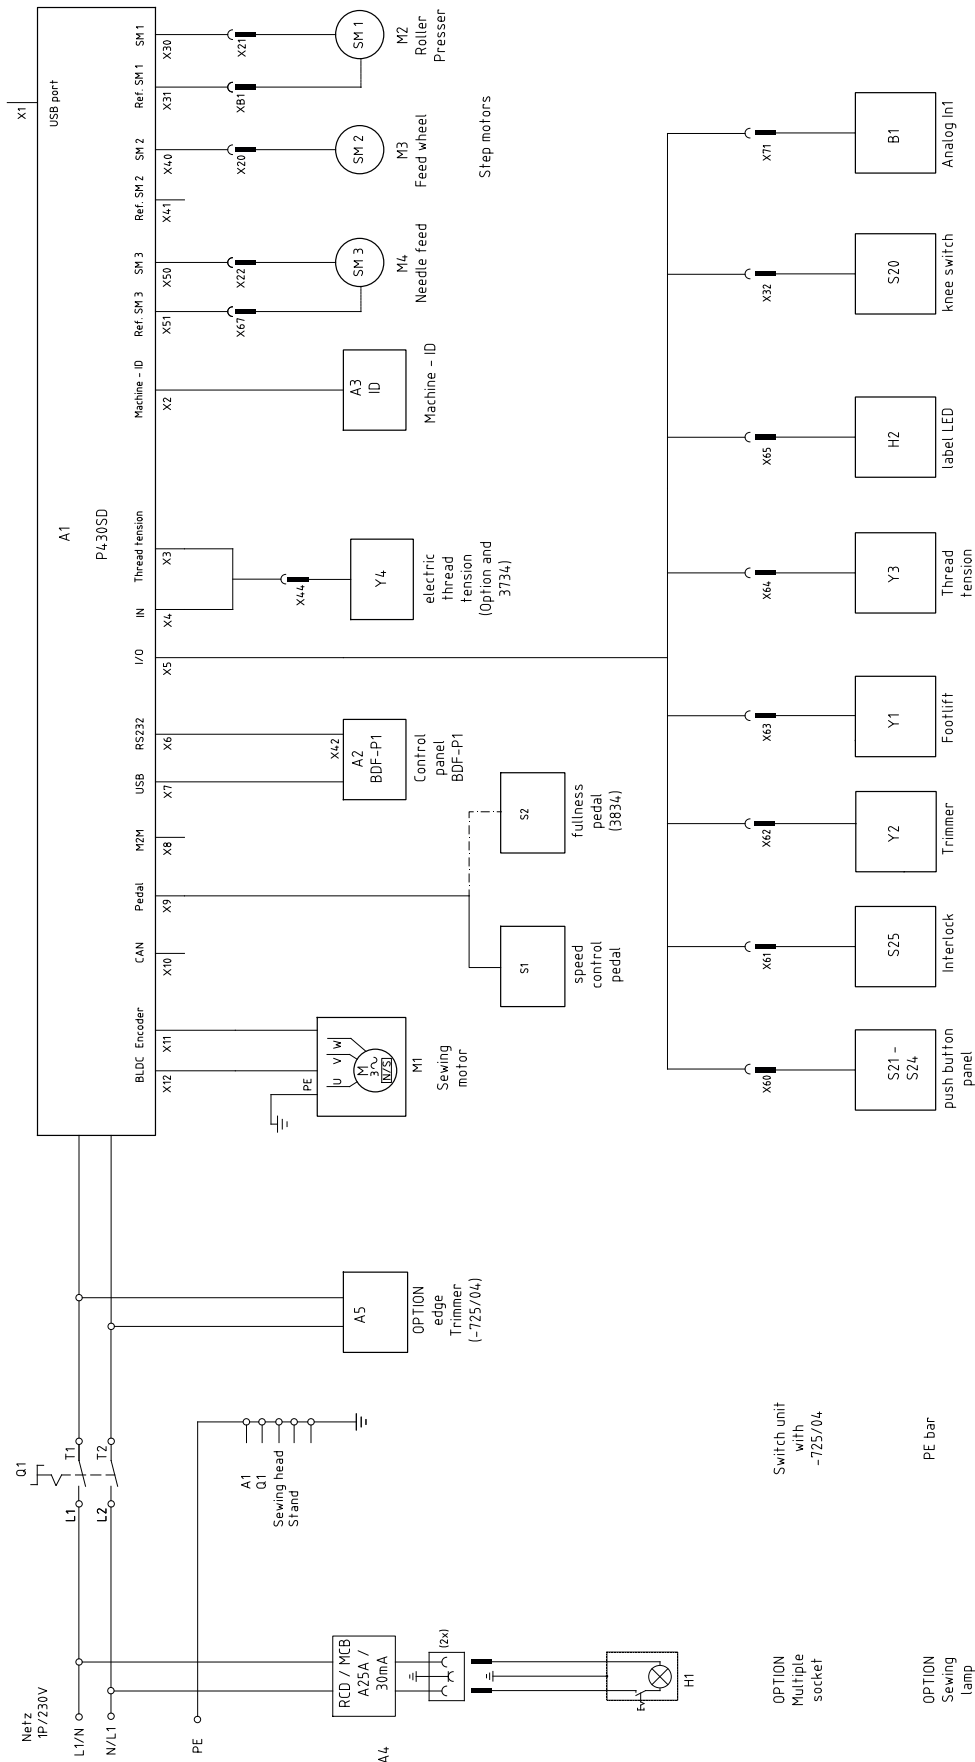 Netz
1P/230V
L1/N
N/L1
PE
Q1
L1
L2
T1
T2
A1
Q1
Sewing head
Stand
A4
RCD / MCB
A25A /
30mA
(2x)
H1
OPTION
Multiple
socket
OPTION
Sewing
lamp
Switch unit
with
-725/04
PE bar
A5
OPTION
edge
Trimmer
(-725/04)
A1
P430SD
X1
USB port
BLDC
X12
Encoder
X11
CAN
X10
Pedal
X9
M2M
X8
USB
X7
RS232
X6
I/O
X5
IN
X4
Thread tension
X3
Machine - ID
X2
Ref. SM 3
X51
SM 3
X50
Ref. SM 2
X41
SM 2
X40
Ref. SM 1
X31
SM 1
X30
PE
U V W
M
3~
N/S
M1
Sewing
motor
S1
speed
control
pedal
S2
fullness
pedal
(3834)
X42
A2
BDF-P1
Control
panel
BDF-P1
X44
Y4
electric
thread
tension
(Option and
3734)
A3
ID
Machine - ID
X67
X22
SM 3
M4
Needle feed
X20
SM 2
M3
Feed wheel
XB1
X21
SM 1
M2
Roller
Presser
Step motors
X60
S21 -
S24
push button
panel
X61
S25
Interlock
X62
Y2
Trimmer
X63
Y1
Footlift
X64
Y3
Thread
tension
X65
H2
label LED
X32
S20
knee switch
X71
B1
Analog In1